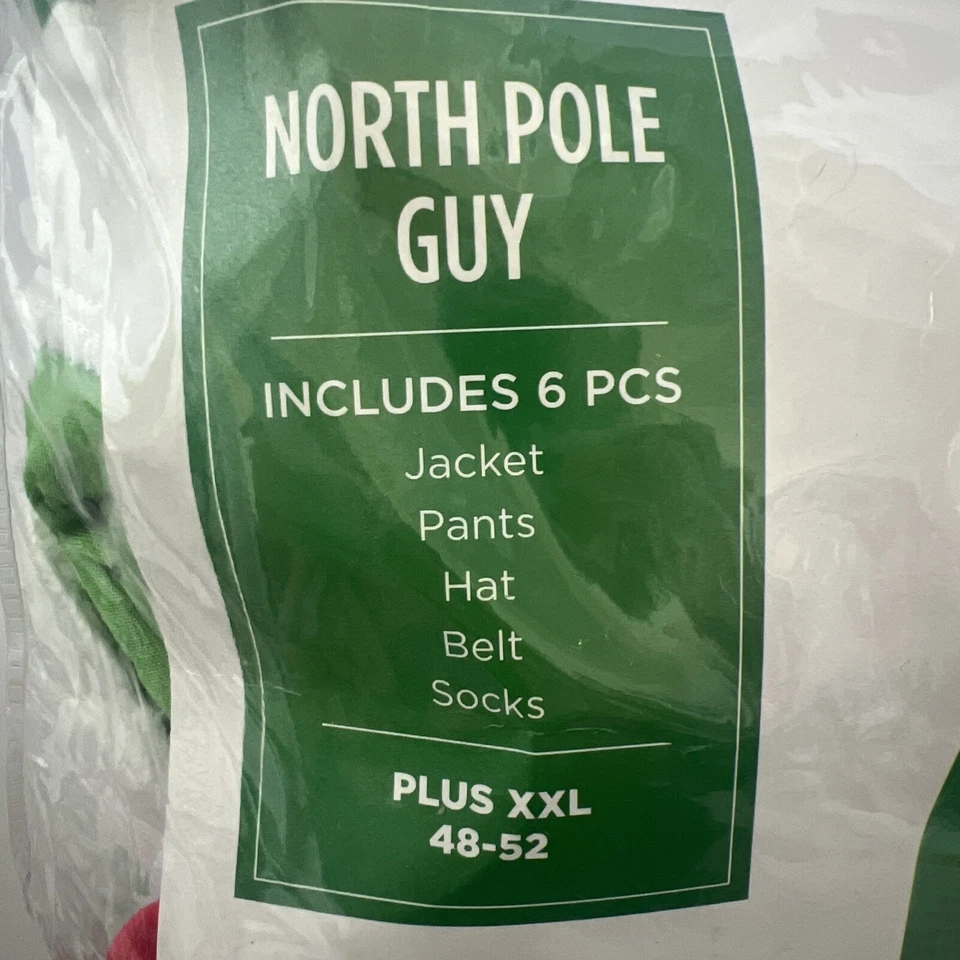 NORTH POLE
GUY
INCLUDES 6 PCS
Jacket
Pants
Hat
Belt
Socks
PLUS XXL
48-52